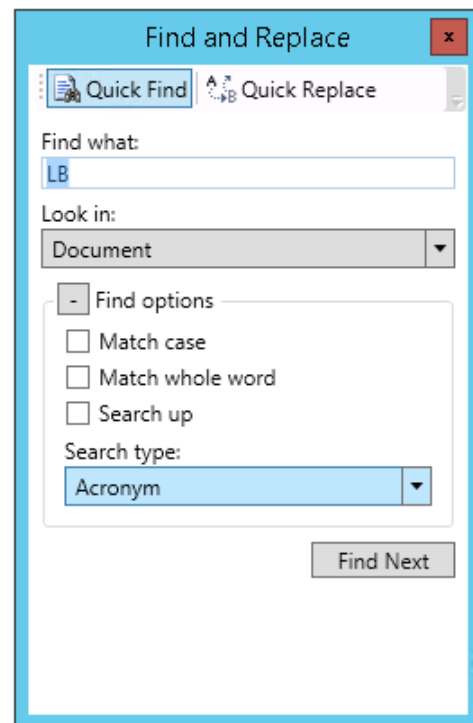 Find and Replace
x
Quick Find
A B Quick Replace
Find what:
LB
Look in:
Document
- Find options
Match case
Match whole word
Search up
Search type:
Acronym
Find Next